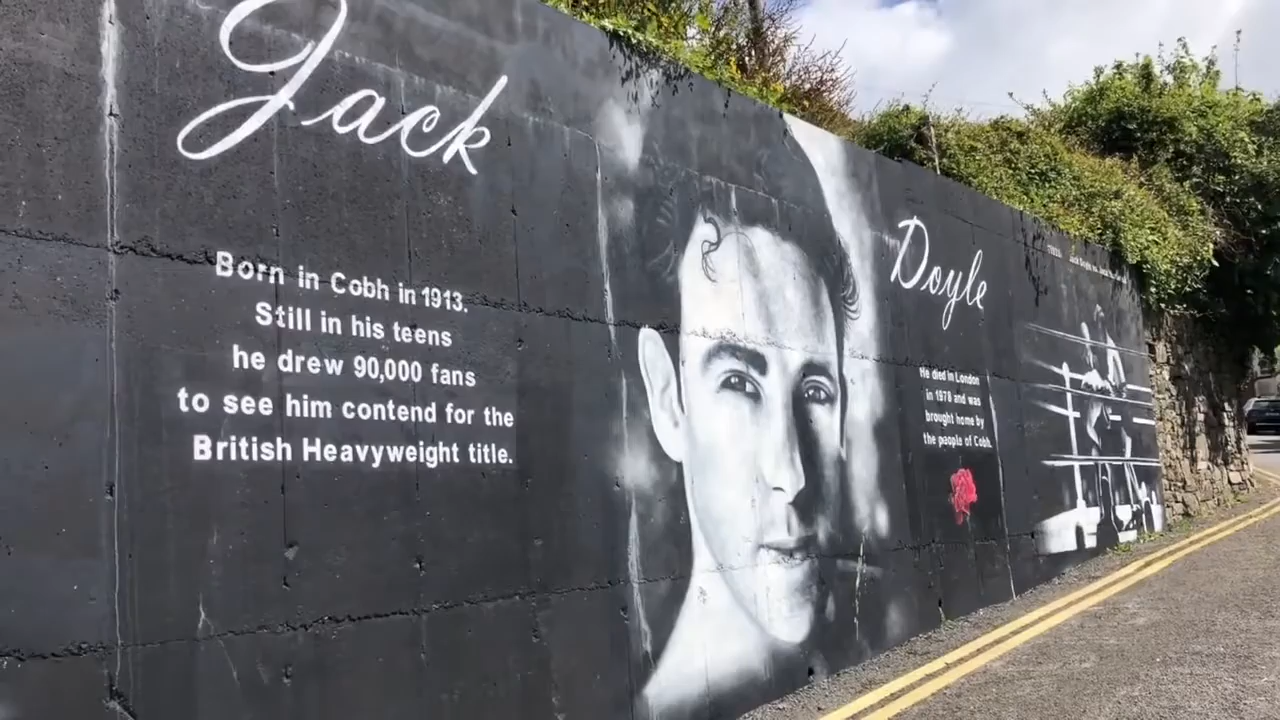 Jack
Born in Cobh in 1913.
Still in his teens
he drew 90,000 fans
to see him contend for the
British Heavyweight title.
Doyle
He died in London
in 1978 and was
brought home by
the people of Cobh.